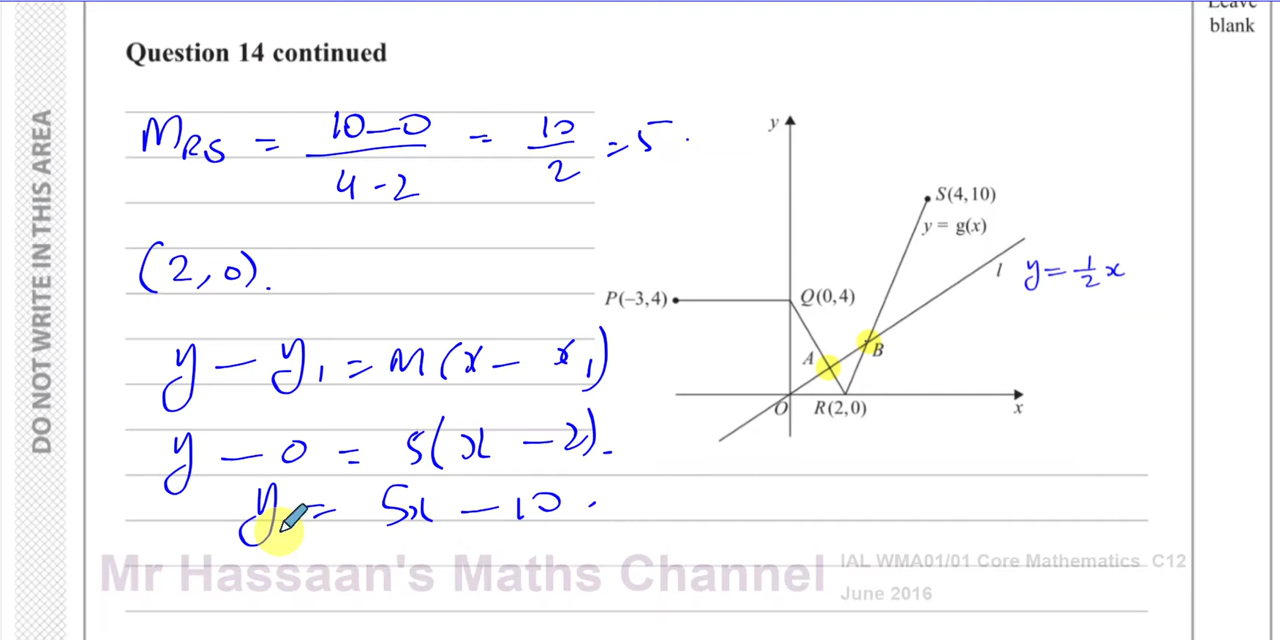 Leave
blank
Question 14 continued
DO NOT WRITE IN THIS AREA
M_RS = (10-0)/(4-2) = 10/2 = 5.
(2,0).
y - y₁ = m(x - x₁)
y - 0 = 5(x - 2).
y = 5x - 10.
y
S(4,10)
y = g(x)
l y = ½x
P(–3,4)
Q(0,4)
A
B
O
R(2,0)
x
Mr Hassaan's Maths Channel
IAL WMA01/01 Core Mathematics C12
June 2016